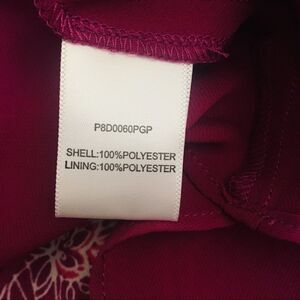 P8D0060PGP
SHELL:100%POLYESTER
LINING:100%POLYESTER